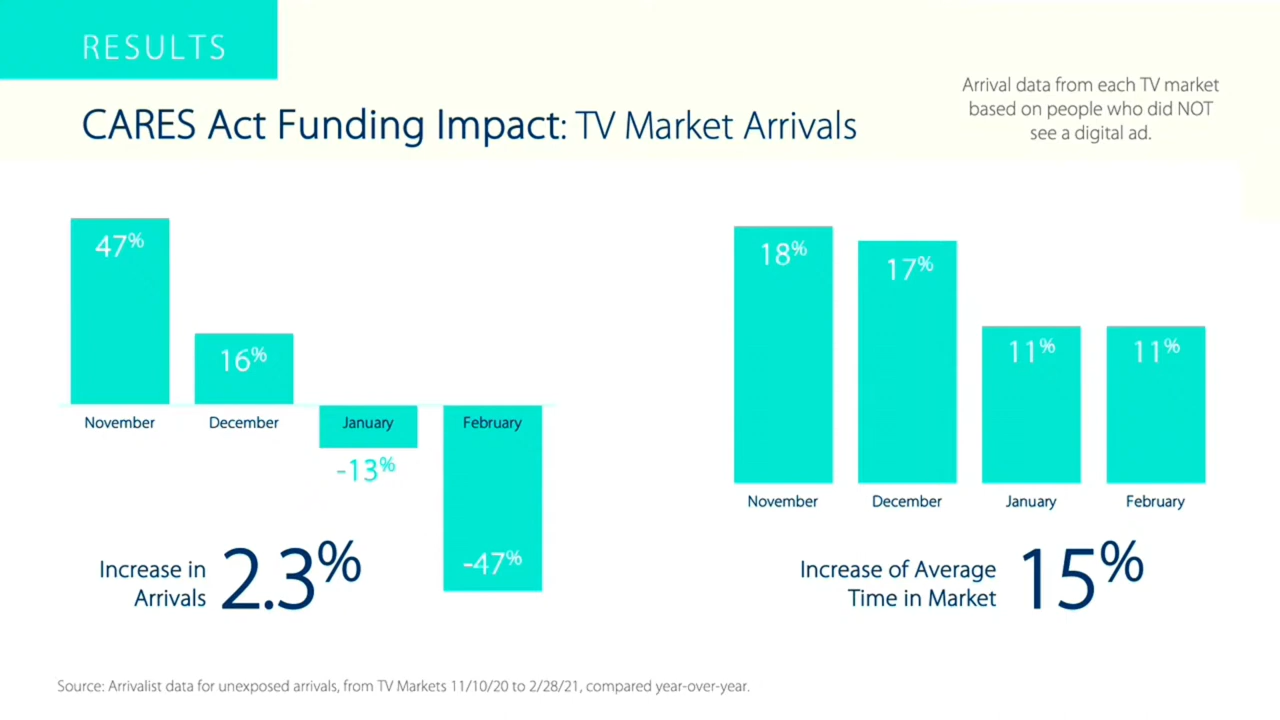 RESULTS
CARES Act Funding Impact: TV Market Arrivals
Arrival data from each TV market
based on people who did NOT
see a digital ad.
47%
16%
November
December
January
February
-13%
-47%
Increase in
Arrivals
2.3%
18%
17%
11%
11%
November
December
January
February
Increase of Average
Time in Market
15%
Source: Arrivalist data for unexposed arrivals, from TV Markets 11/10/20 to 2/28/21, compared year-over-year.